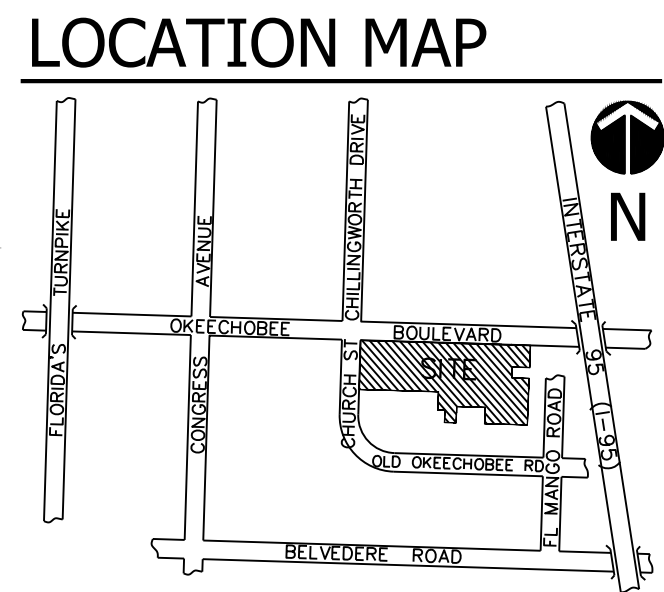 LOCATION MAP
N
FLORIDA'S TURNPIKE
CONGRESS AVENUE
CHILLINGWORTH DRIVE
INTERSTATE 95 (I-95)
OKEECHOBEE BOULEVARD
SITE
CHURCH ST
OLD OKEECHOBEE RD
FL MANGO ROAD
BELVEDERE ROAD